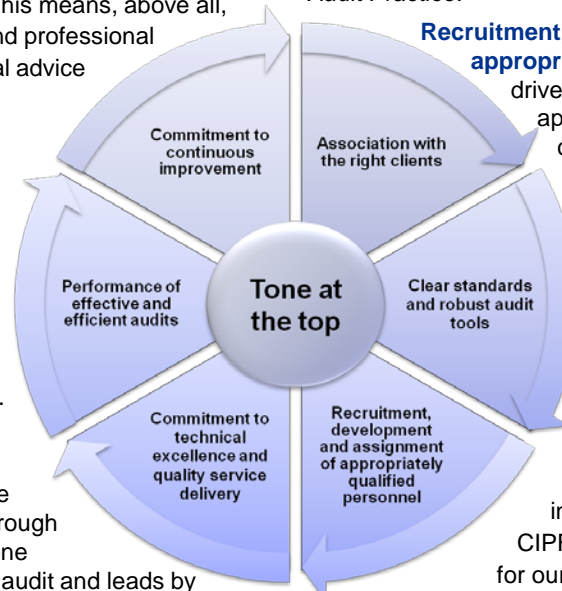 his means, above all,
nd professional
al advice
Audit Practice.
Recruitment
appropr
drive
ap
Commitment to
continuous
improvement
Association with
the right clients
Performance of
effective and
efficient audits
Tone at
the top
Clear standards
and robust audit
tools
Commitment to
technical
excellence and
quality service
delivery
Recruitment,
development
and assignment
of appropriately
qualified
personnel
rough
ne
audit and leads by
in
CIPF
for our